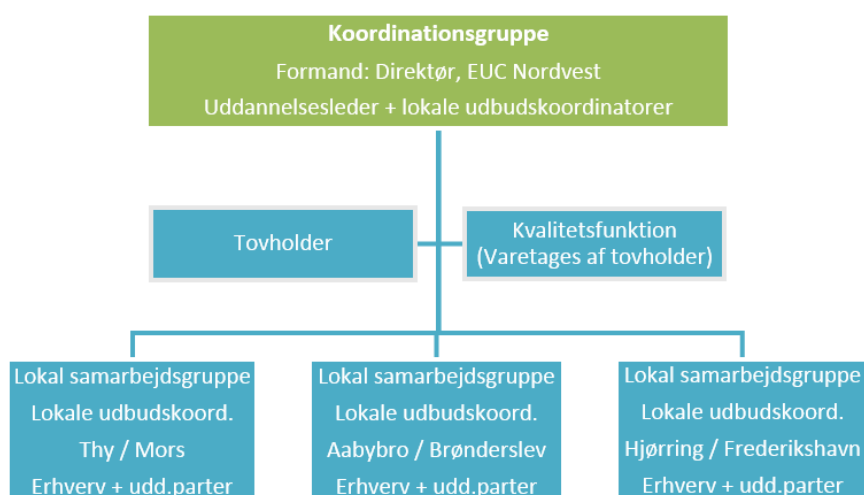 Koordinationsgruppe
Formand: Direktør, EUC Nordvest
Uddannelsesleder + lokale udbudskoordinatorer
Tovholder
Kvalitetsfunktion
(Varetages af tovholder)
Lokal samarbejdsgruppe
Lokale udbudskoord.
Thy / Mors
Erhverv + udd.parter
Lokal samarbejdsgruppe
Lokale udbudskoord.
Aabybro / Brønderslev
Erhverv + udd.parter
Lokal samarbejdsgruppe
Lokale udbudskoord.
Hjørring / Frederikshavn
Erhverv + udd.parter